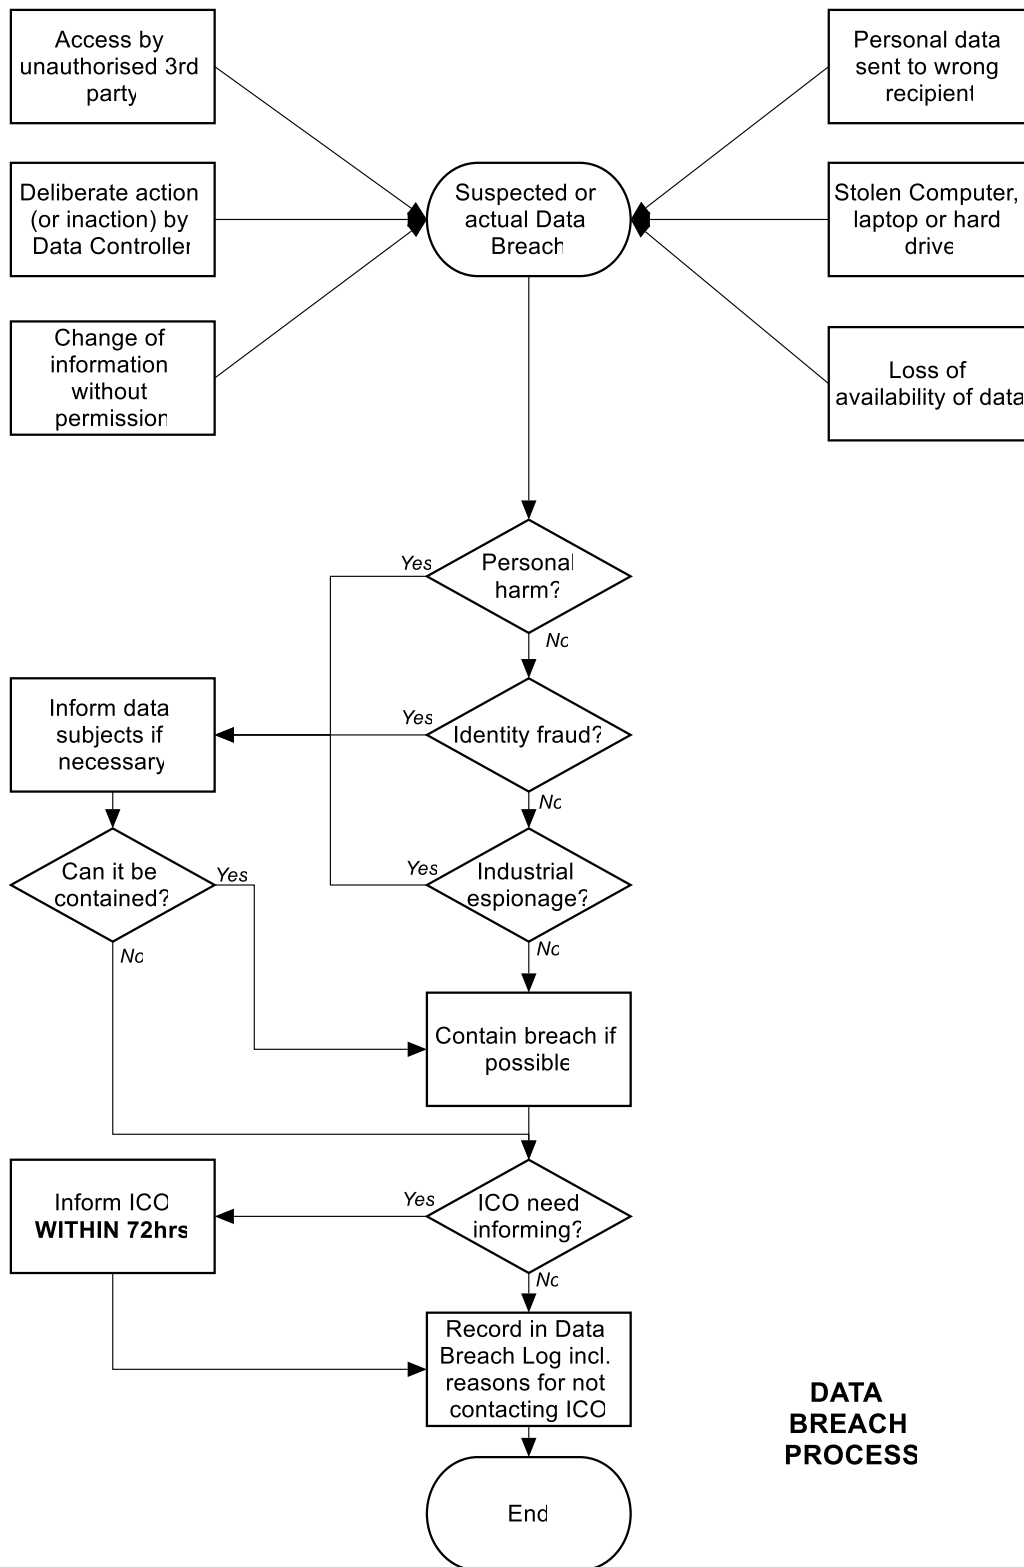 Access by
unauthorised 3rd
party
Personal data
sent to wrong
recipient
Deliberate action
(or inaction) by
Data Controller
Suspected or
actual Data
Breach
Stolen Computer,
laptop or hard
drive
Change of
information
without
permission
Loss of
availability of data
Yes
Personal
harm?
No
Inform data
subjects if
necessary
Yes
Identity fraud?
No
Can it be
contained?
Yes
No
Yes
Industrial
espionage?
No
Contain breach if
possible
Inform ICO
WITHIN 72hrs
Yes
ICO need
informing?
No
Record in Data
Breach Log incl.
reasons for not
contacting ICO
DATA
BREACH
PROCESS
End